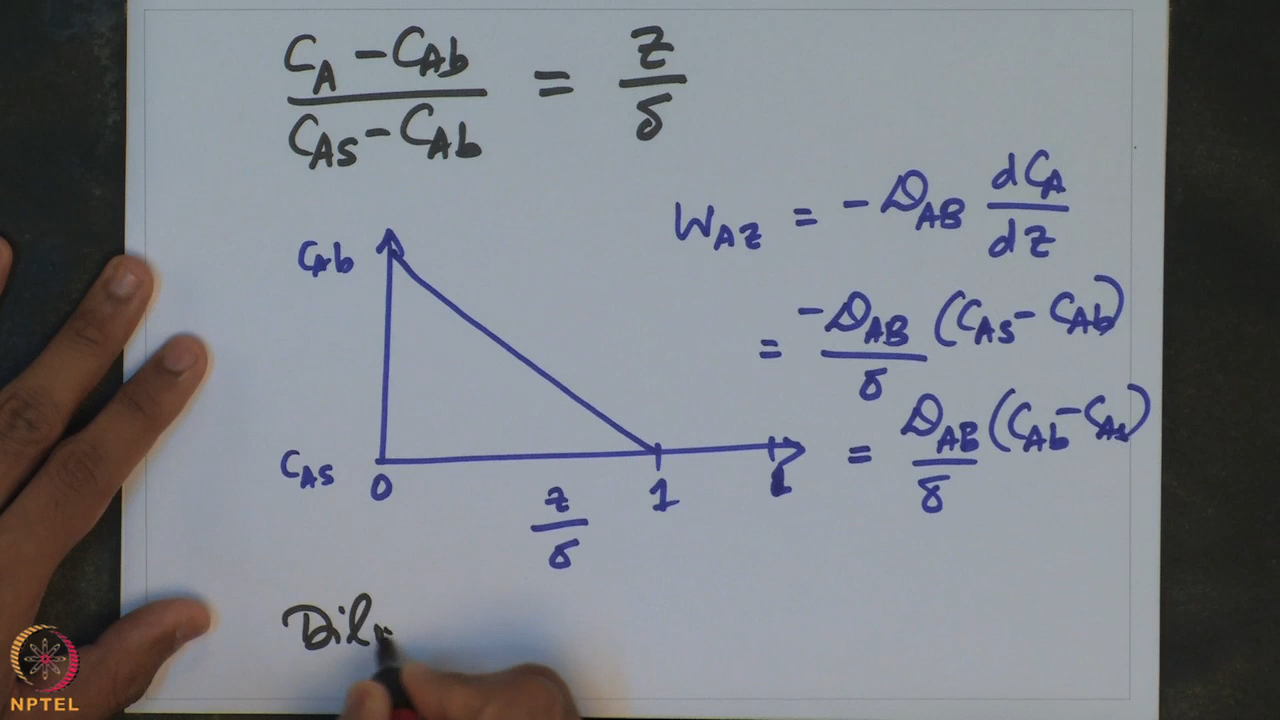 C_A - C_Ab / C_As - C_Ab = z / δ
W_AZ = - D_AB dC_A / dz
= -D_AB / δ (C_As - C_Ab)
= D_AB / δ (C_Ab - C_As)
C_Ab
C_As
0
z / δ
1
Dil
NPTEL